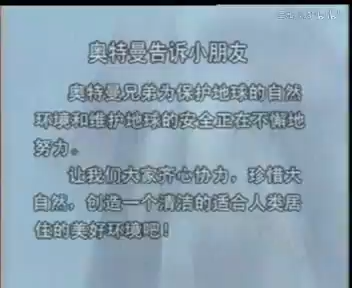 奥特曼告诉小朋友
奥特曼兄弟为保护地球的自然
环境和维护地球的安全正在不懈地
努力。
让我们大家齐心协力，珍惜大
自然，创造一个清洁的适合人类居
住的美好环境吧！